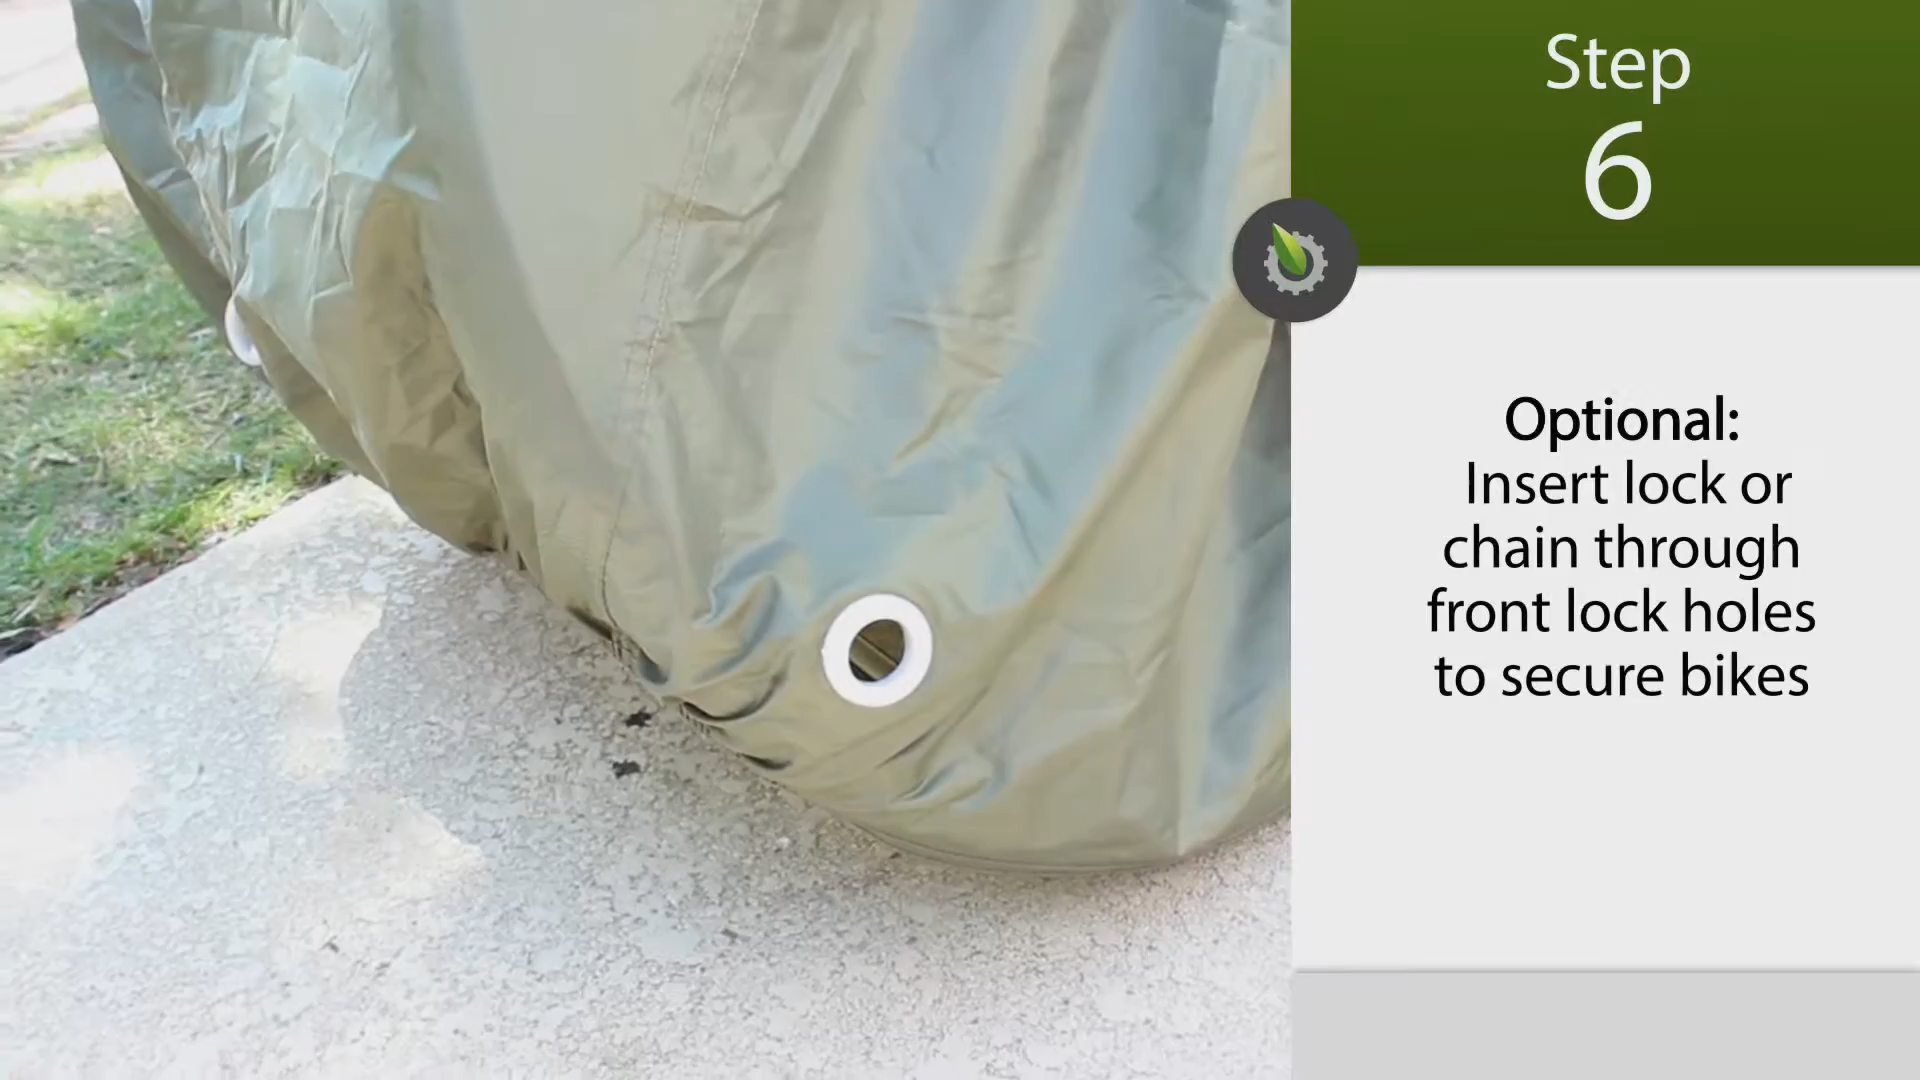 Step
6
Optional:
Insert lock or
chain through
front lock holes
to secure bikes